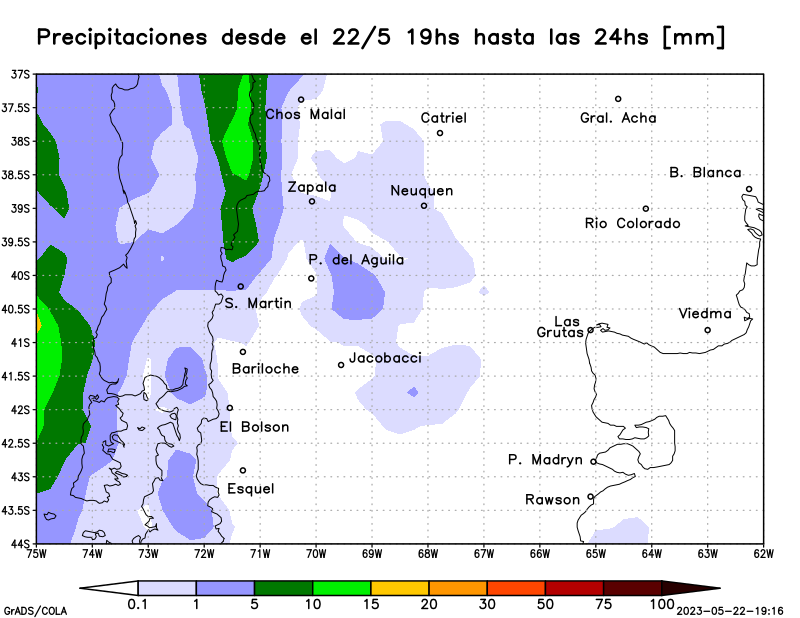 Precipitaciones desde el 22/5 19hs hasta las 24hs [mm]
37S
37.5S
38S
38.5S
39S
39.5S
40S
40.5S
41S
41.5S
42S
42.5S
43S
43.5S
44S
Chos Malal
Catriel
Gral. Acha
B. Blanca
Zapala
Neuquen
Rio Colorado
P. del Aguila
S. Martin
Las
Grutas
Viedma
Bariloche
Jacobacci
El Bolson
P. Madryn
Esquel
Rawson
75W 74W 73W 72W 71W 70W 69W 68W 67W 66W 65W 64W 63W 62W
0.1 1 5 10 15 20 30 50 75 100
GrADS/COLA
2023-05-22-19:16